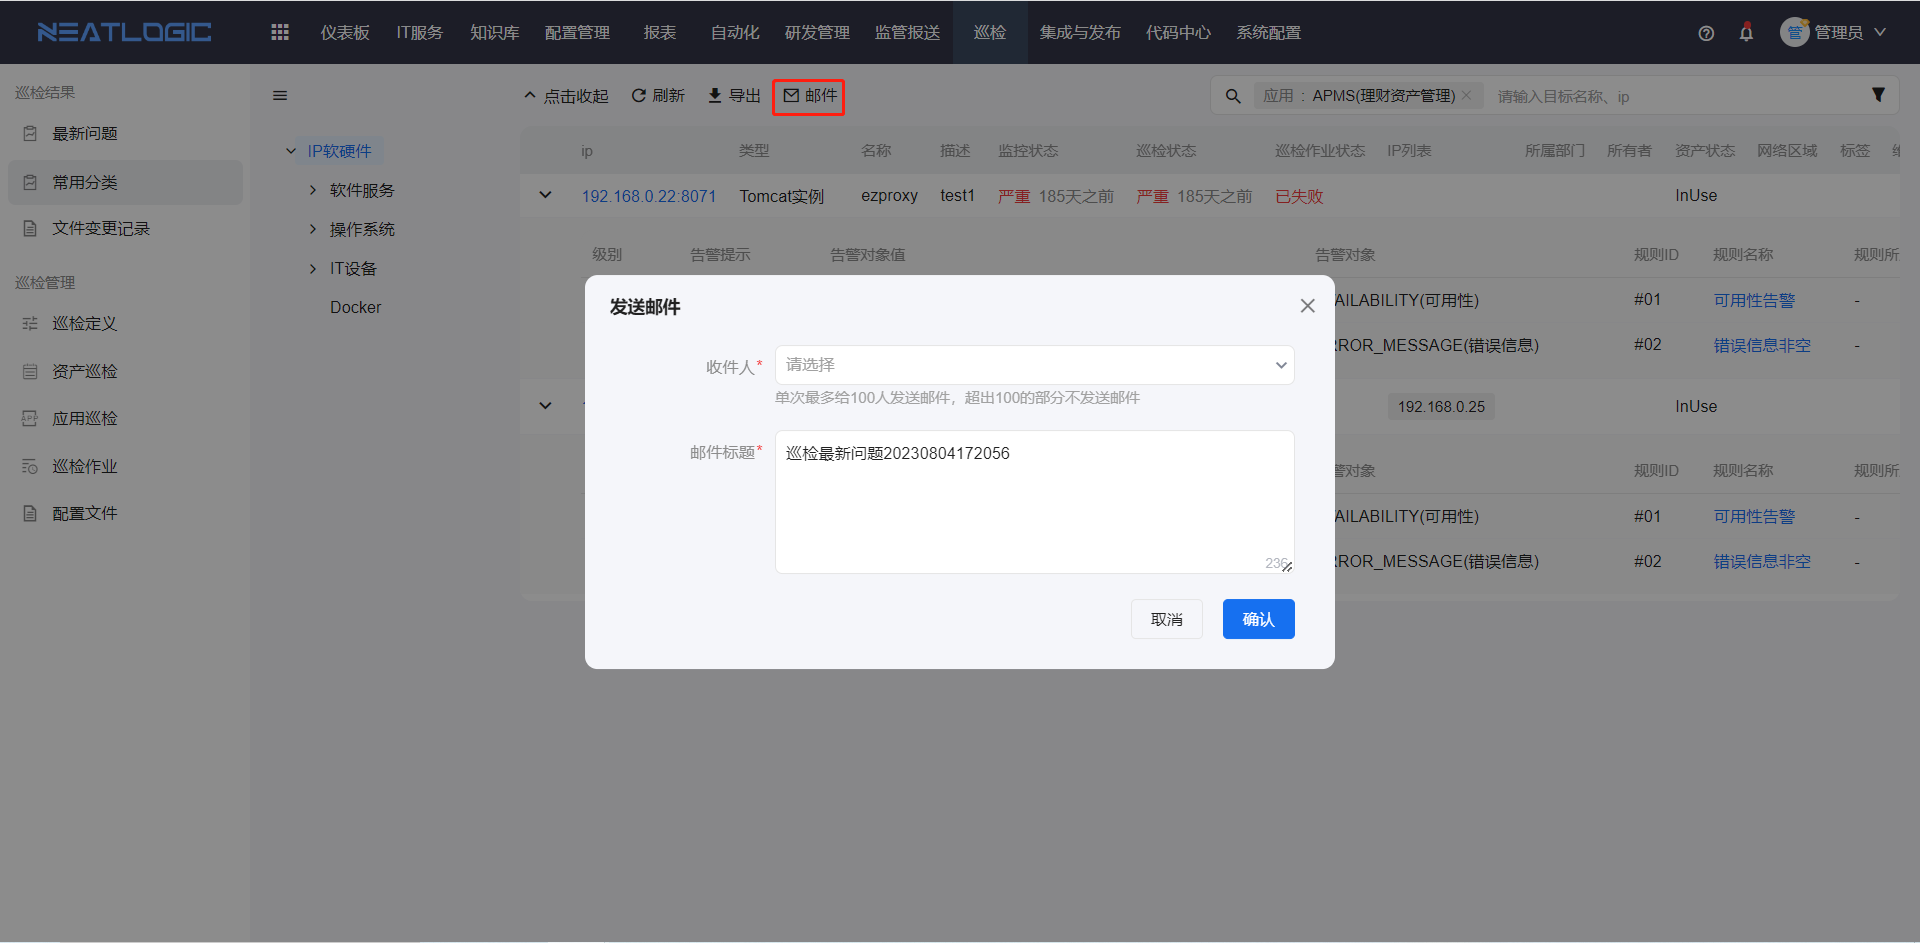 NEATLOGIC 仪表板 IT服务 知识库 配置管理 报表 自动化 研发管理 监管报送 巡检 集成与发布 代码中心 系统配置 管 管理员
巡检结果
最新问题
常用分类
文件变更记录
巡检管理
巡检定义
资产巡检
应用巡检
巡检作业
配置文件
点击收起 刷新 导出 邮件 应用 : APMS(理财资产管理) 请输入目标名称、ip
IP软硬件
软件服务
操作系统
IT设备
Docker
ip 类型 名称 描述 监控状态 巡检状态 巡检作业状态 IP列表 所属部门 所有者 资产状态 网络区域 标签
192.168.0.22:8071 Tomcat实例 ezproxy test1 严重 185天之前 严重 185天之前 已失败 InUse
级别 告警提示 告警对象值 告警对象 规则ID 规则名称 规则所
AILABILITY(可用性) #01 可用性告警 -
ROR_MESSAGE(错误信息) #02 错误信息非空 -
192.168.0.25 InUse
警对象 规则ID 规则名称 规则所
AILABILITY(可用性) #01 可用性告警 -
ROR_MESSAGE(错误信息) #02 错误信息非空 -
发送邮件
收件人* 请选择
单次最多给100人发送邮件，超出100的部分不发送邮件
邮件标题* 巡检最新问题20230804172056
236
取消 确认